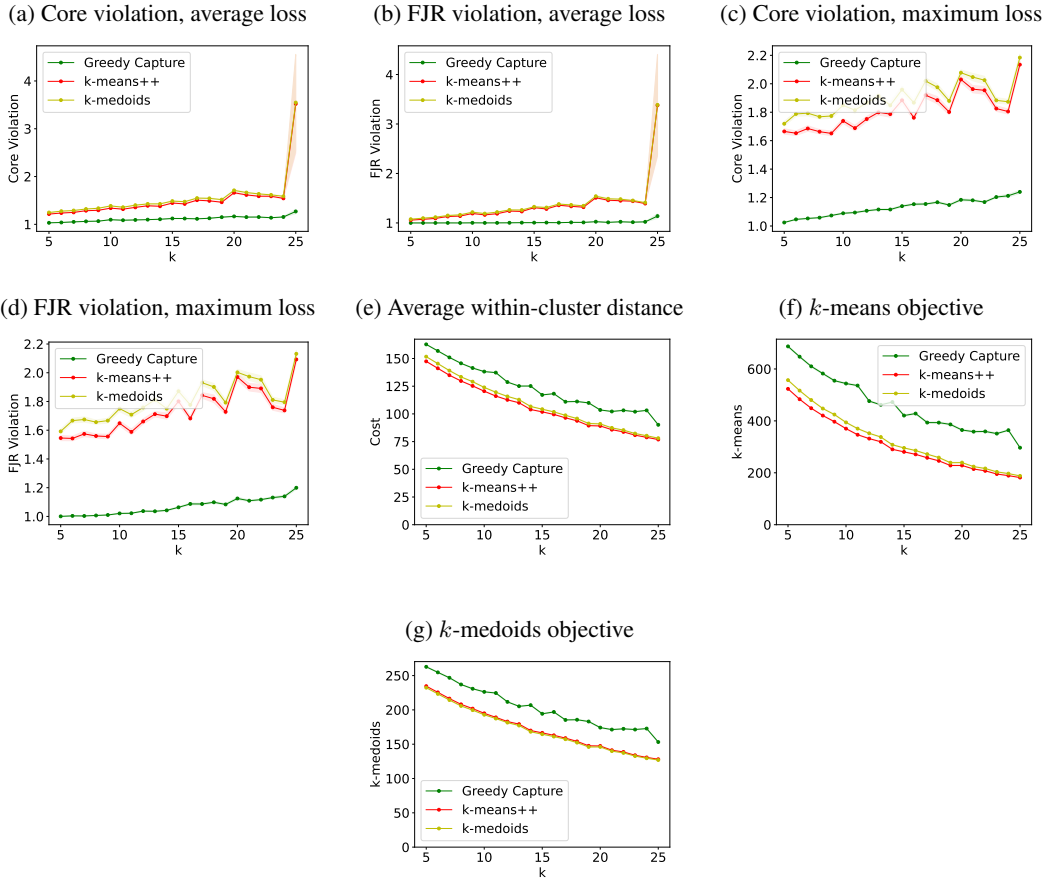 (a) Core violation, average loss
Core Violation
4
3
2
1
Greedy Capture
k-means++
k-medoids
5 10 15 20 25
k
(b) FJR violation, average loss
FJR Violation
4
3
2
1
Greedy Capture
k-means++
k-medoids
5 10 15 20 25
k
(c) Core violation, maximum loss
Core Violation
2.2
2.0
1.8
1.6
1.4
1.2
1.0
Greedy Capture
k-means++
k-medoids
5 10 15 20 25
k
(d) FJR violation, maximum loss
FJR Violation
2.2
2.0
1.8
1.6
1.4
1.2
1.0
Greedy Capture
k-means++
k-medoids
5 10 15 20 25
k
(e) Average within-cluster distance
Cost
150
125
100
75
50
25
0
Greedy Capture
k-means++
k-medoids
5 10 15 20 25
k
(f) k-means objective
k-means
600
400
200
0
Greedy Capture
k-means++
k-medoids
5 10 15 20 25
k
(g) k-medoids objective
k-medoids
250
200
150
100
50
0
Greedy Capture
k-means++
k-medoids
5 10 15 20 25
k